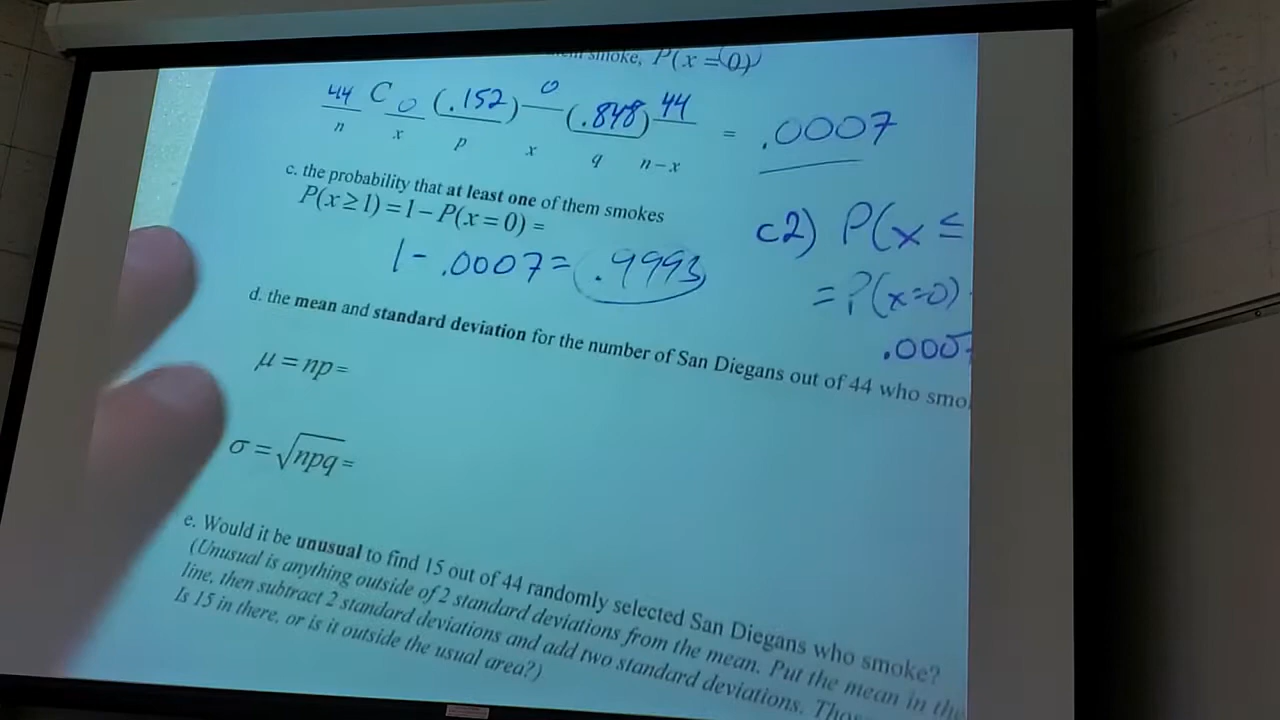 smoke, P(x = 0)
44 C 0 (.152) 0 (.848) 44 = .0007
n x p x q n-x
c. the probability that at least one of them smokes
P(x ≥ 1) = 1 - P(x = 0) =
1 - .0007 = .9993
c2) P(x ≤
= P(x=0)
.0007
d. the mean and standard deviation for the number of San Diegans out of 44 who smo
μ = np =
σ = √npq =
e. Would it be unusual to find 15 out of 44 randomly selected San Diegans who smoke?
(Unusual is anything outside of 2 standard deviations from the mean. Put the mean in the
line, then subtract 2 standard deviations and add two standard deviations. Thos
Is 15 in there, or is it outside the usual area?)